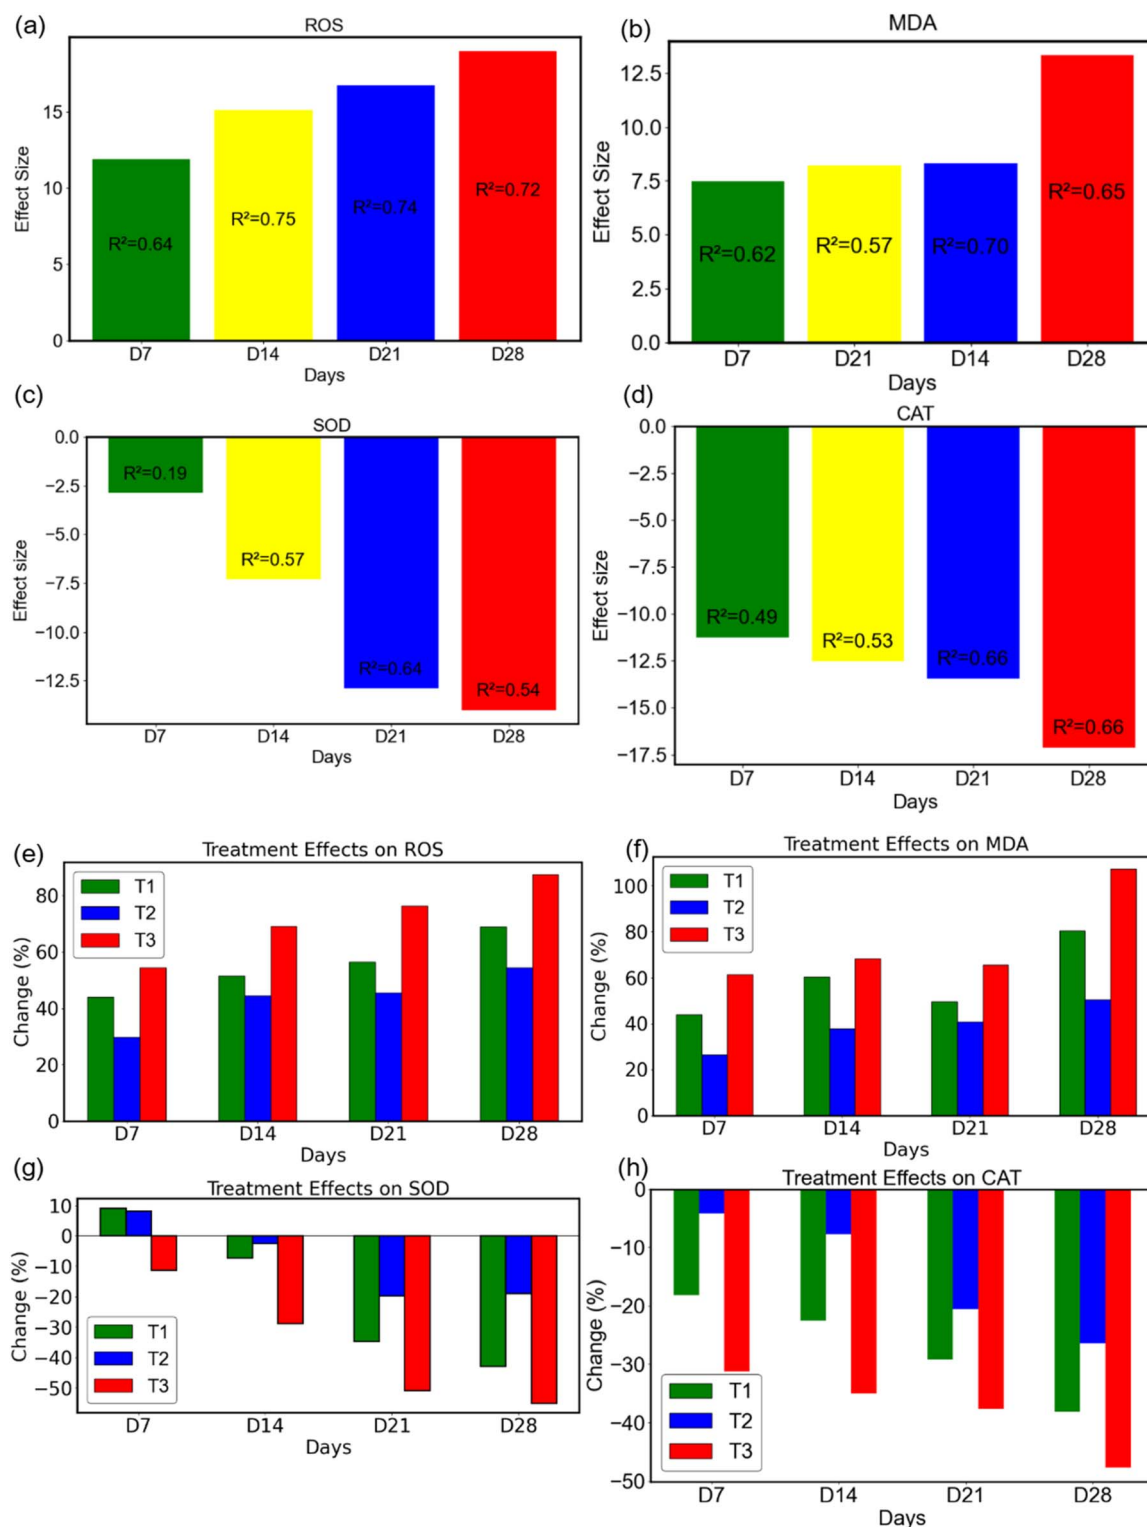 (a)
ROS
Effect Size
15
10
5
0
R²=0.64
R²=0.75
R²=0.74
R²=0.72
D7 D14 D21 D28
Days
(b)
MDA
Effect Size
12.5
10.0
7.5
5.0
2.5
0.0
R²=0.62
R²=0.57
R²=0.70
R²=0.65
D7 D21 D14 D28
Days
(c)
SOD
Effect size
0.0
−2.5
−5.0
−7.5
−10.0
−12.5
R²=0.19
R²=0.57
R²=0.64
R²=0.54
D7 D14 D21 D28
Days
(d)
CAT
Effect size
0.0
−2.5
−5.0
−7.5
−10.0
−12.5
−15.0
−17.5
R²=0.49
R²=0.53
R²=0.66
R²=0.66
D7 D14 D21 D28
Days
(e)
Treatment Effects on ROS
T1
T2
T3
Change (%)
80
60
40
20
0
D7 D14 D21 D28
Days
(f)
Treatment Effects on MDA
T1
T2
T3
Change (%)
100
80
60
40
20
0
D7 D14 D21 D28
Days
(g)
Treatment Effects on SOD
Change (%)
10
0
−10
−20
−30
−40
−50
T1
T2
T3
D7 D14 D21 D28
Days
(h)
Treatment Effects on CAT
Change (%)
0
−10
−20
−30
−40
−50
T1
T2
T3
D7 D14 D21 D28
Days